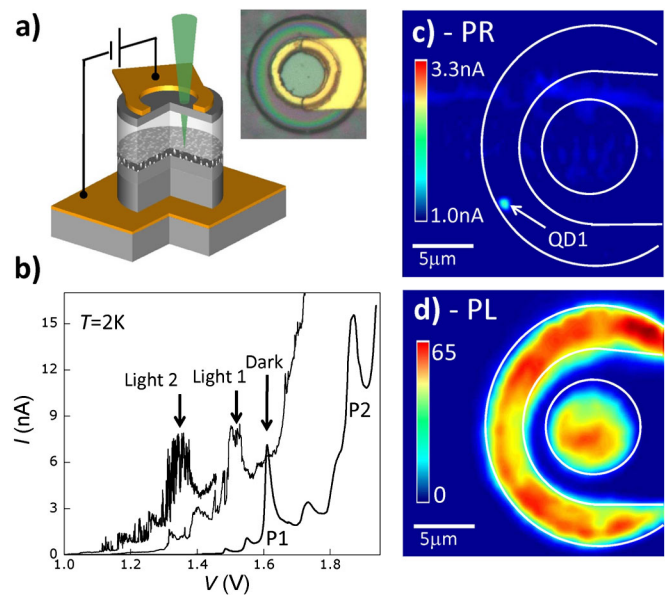 a)
c) - PR
3.3nA
1.0nA
QD1
5μm
b)
T=2K
Light 2
Light 1
Dark
P1
P2
I (nA)
15
12
9
6
3
0
1.0
1.2
1.4
1.6
1.8
V (V)
d) - PL
65
0
5μm